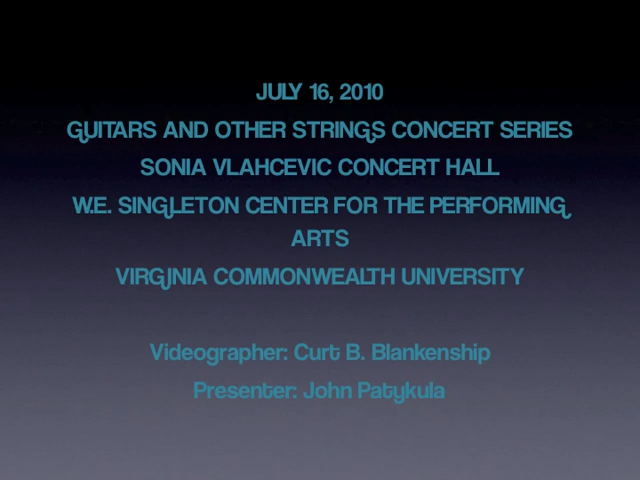 JULY 16, 2010
GUITARS AND OTHER STRINGS CONCERT SERIES
SONIA VLAHCEVIC CONCERT HALL
W.E. SINGLETON CENTER FOR THE PERFORMING
ARTS
VIRGINIA COMMONWEALTH UNIVERSITY
Videographer: Curt B. Blankenship
Presenter: John Patykula